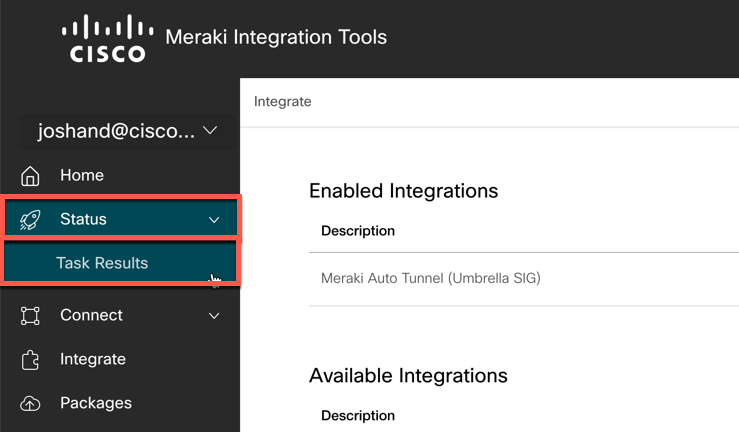 CISCO Meraki Integration Tools
joshand@cisco...
Home
Status
Task Results
Connect
Integrate
Packages
Integrate
Enabled Integrations
Description
Meraki Auto Tunnel (Umbrella SIG)
Available Integrations
Description